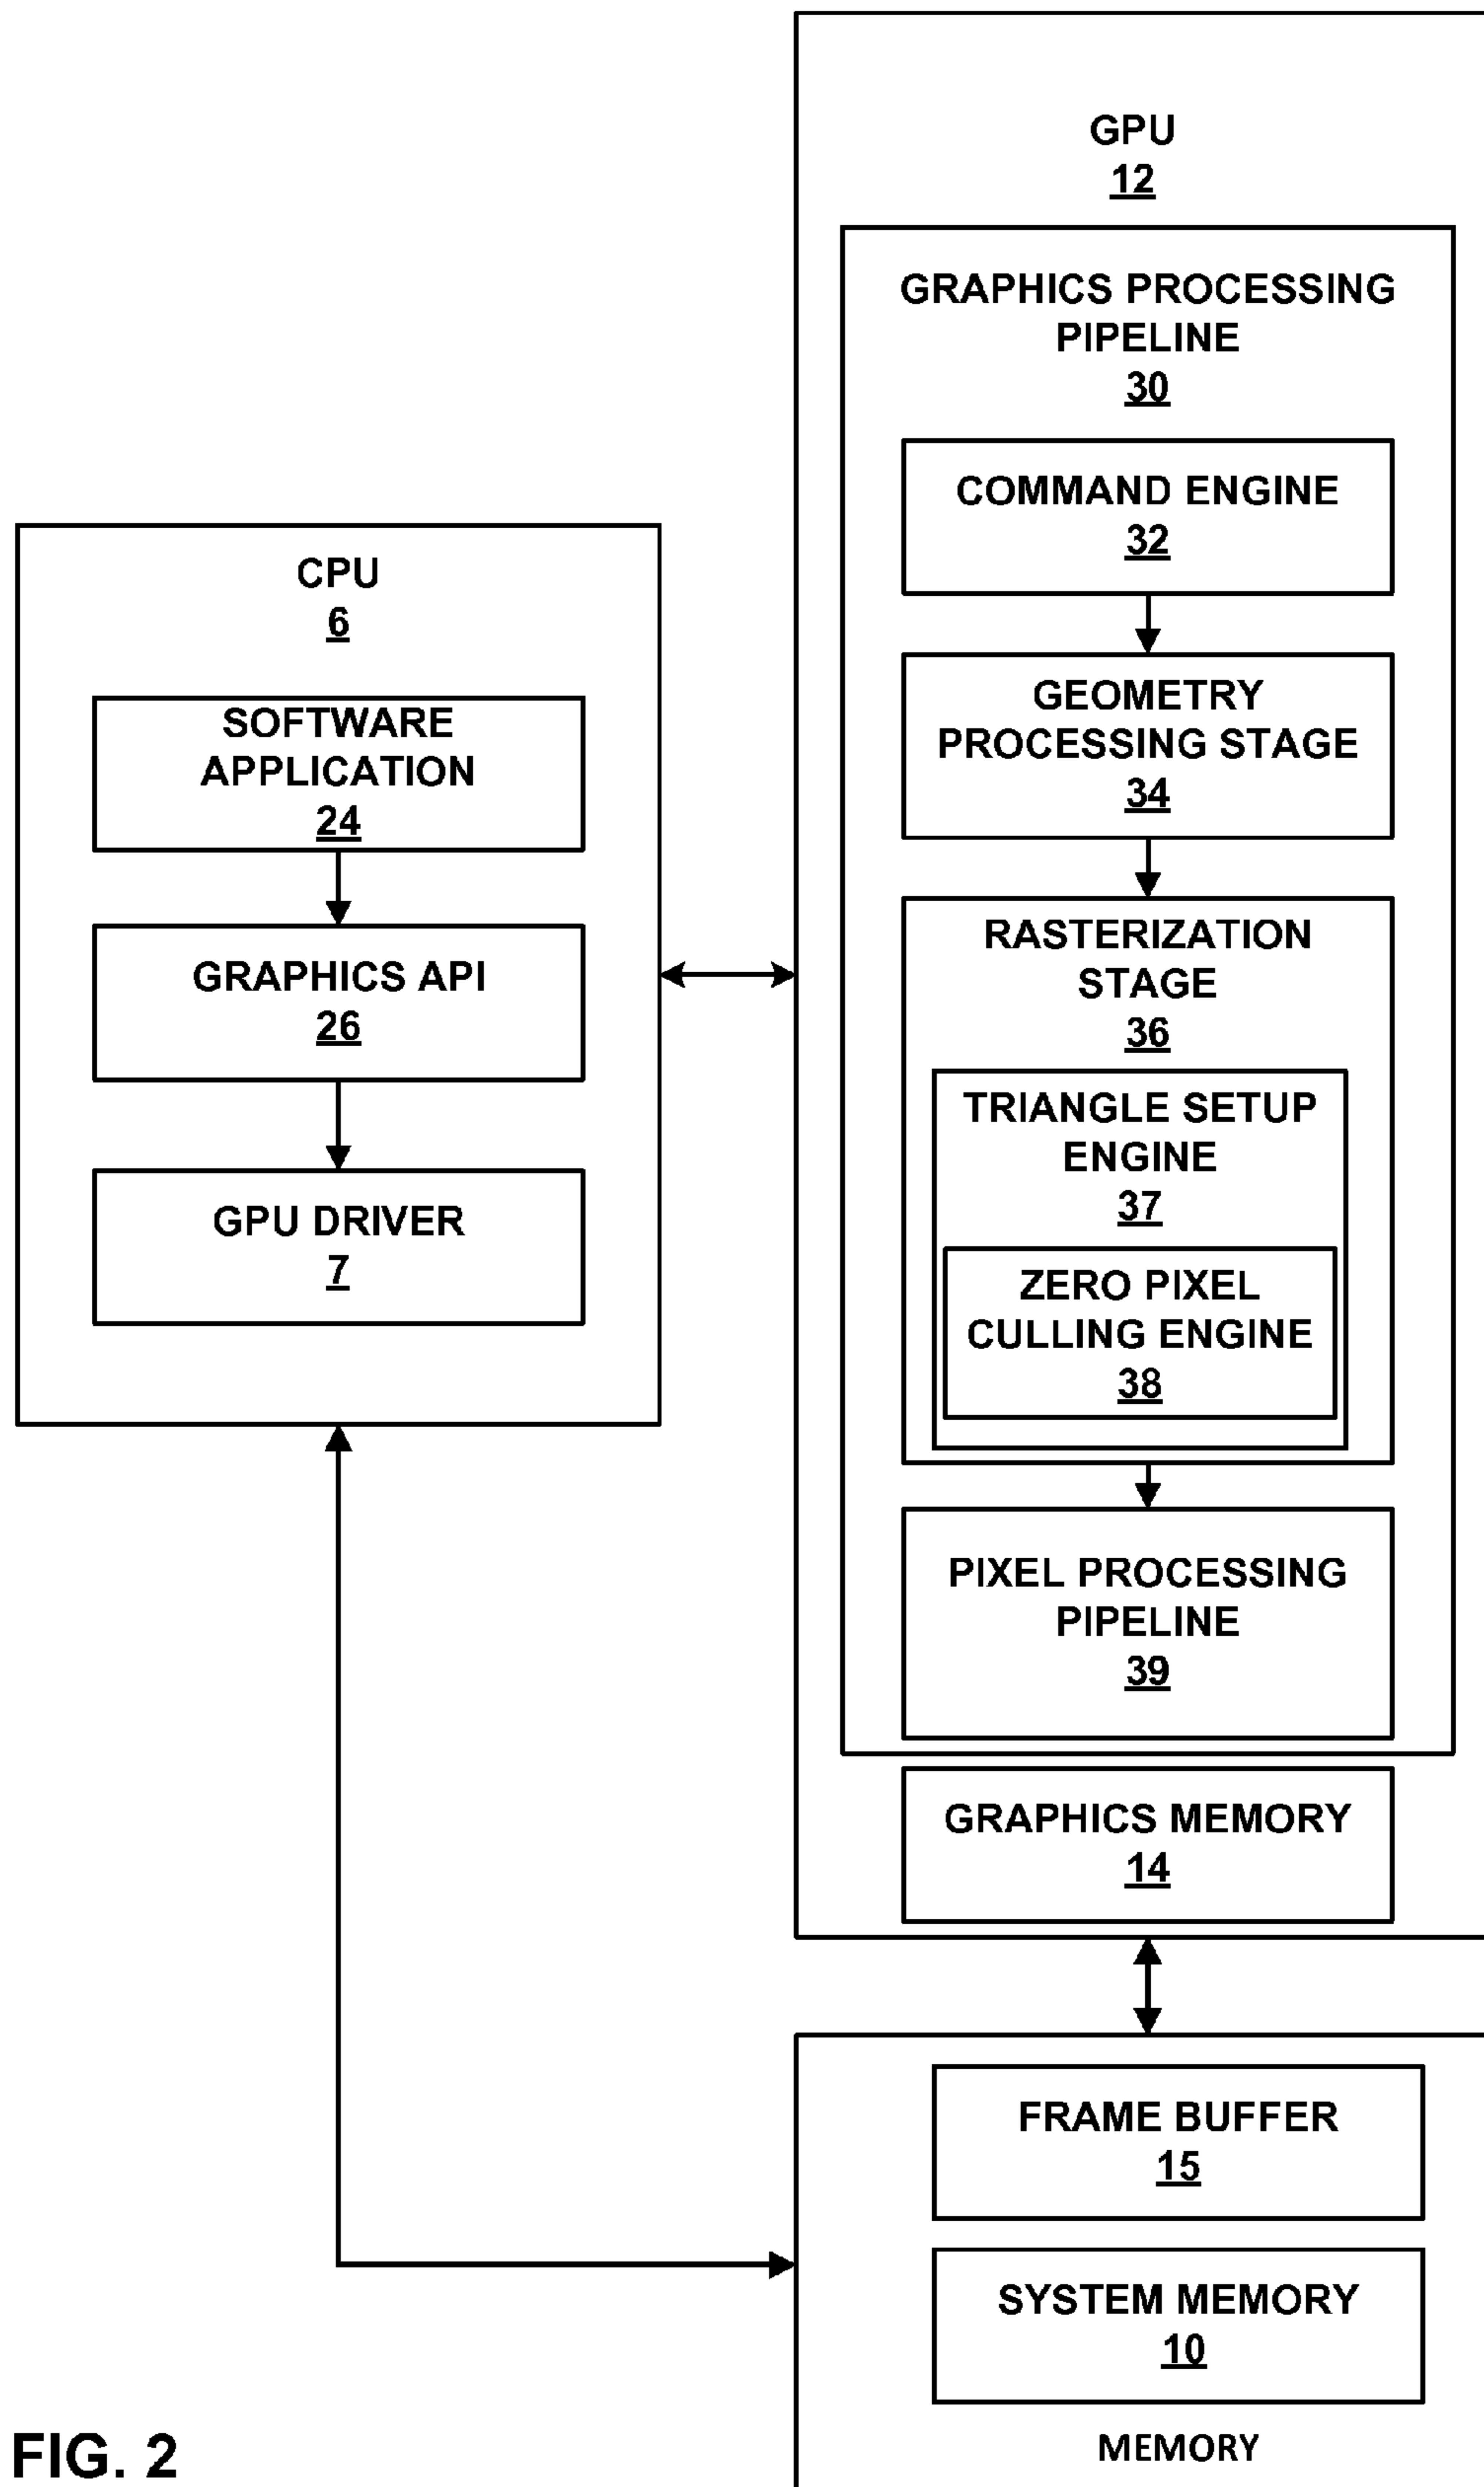 GPU
12
GRAPHICS PROCESSING
PIPELINE
30
COMMAND ENGINE
32
GEOMETRY
PROCESSING STAGE
34
RASTERIZATION
STAGE
36
TRIANGLE SETUP
ENGINE
37
ZERO PIXEL
CULLING ENGINE
38
PIXEL PROCESSING
PIPELINE
39
GRAPHICS MEMORY
14
CPU
6
SOFTWARE
APPLICATION
24
GRAPHICS API
26
GPU DRIVER
7
FRAME BUFFER
15
SYSTEM MEMORY
10
MEMORY
FIG. 2